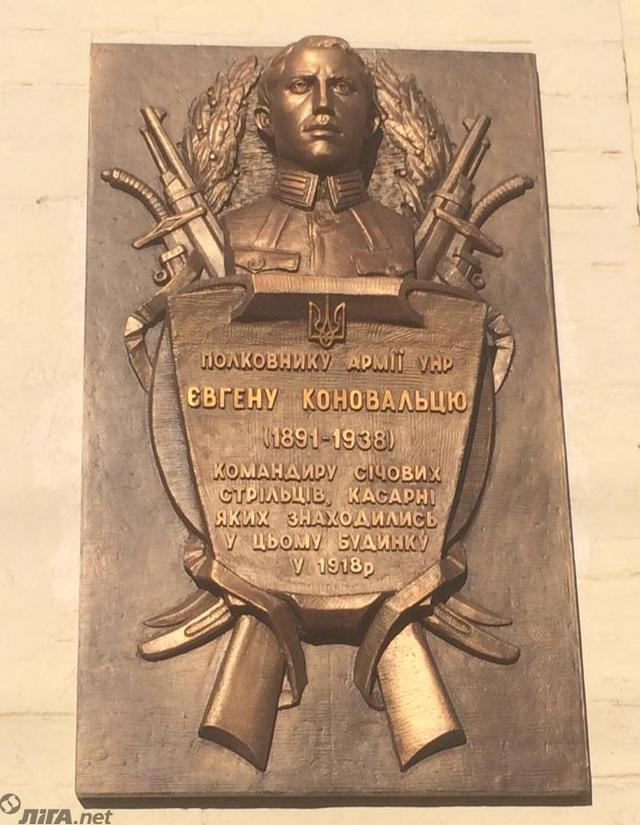 ПОЛКОВНИКУ АРМІЇ УНР
ЄВГЕНУ КОНОВАЛЬЦЮ
(1891-1938)
КОМАНДИРУ СІЧОВИХ
СТРІЛЬЦІВ, КАСАРНІ
ЯКИХ ЗНАХОДИЛИСЬ
У ЦЬОМУ БУДИНКУ
У 1918р
ЛІГА.net